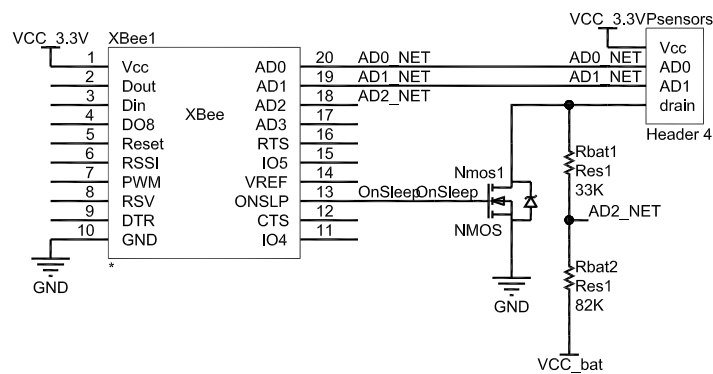 VCC_3.3V
XBee1
XBee
1 Vcc
2 Dout
3 Din
4 DO8
5 Reset
6 RSSI
7 PWM
8 RSV
9 DTR
10 GND
*
GND
AD0 20 AD0_NET
AD1 19 AD1_NET
AD2 18 AD2_NET
AD3 17
RTS 16
IO5 15
VREF 14
ONSLP 13 OnSleep OnSleep
CTS 12
IO4 11
Nmos1
NMOS
GND
VCC_3.3V Psensors
Vcc
AD0_NET AD0
AD1_NET AD1
drain
Header 4
Rbat1
Res1
33K
AD2_NET
Rbat2
Res1
82K
VCC_bat